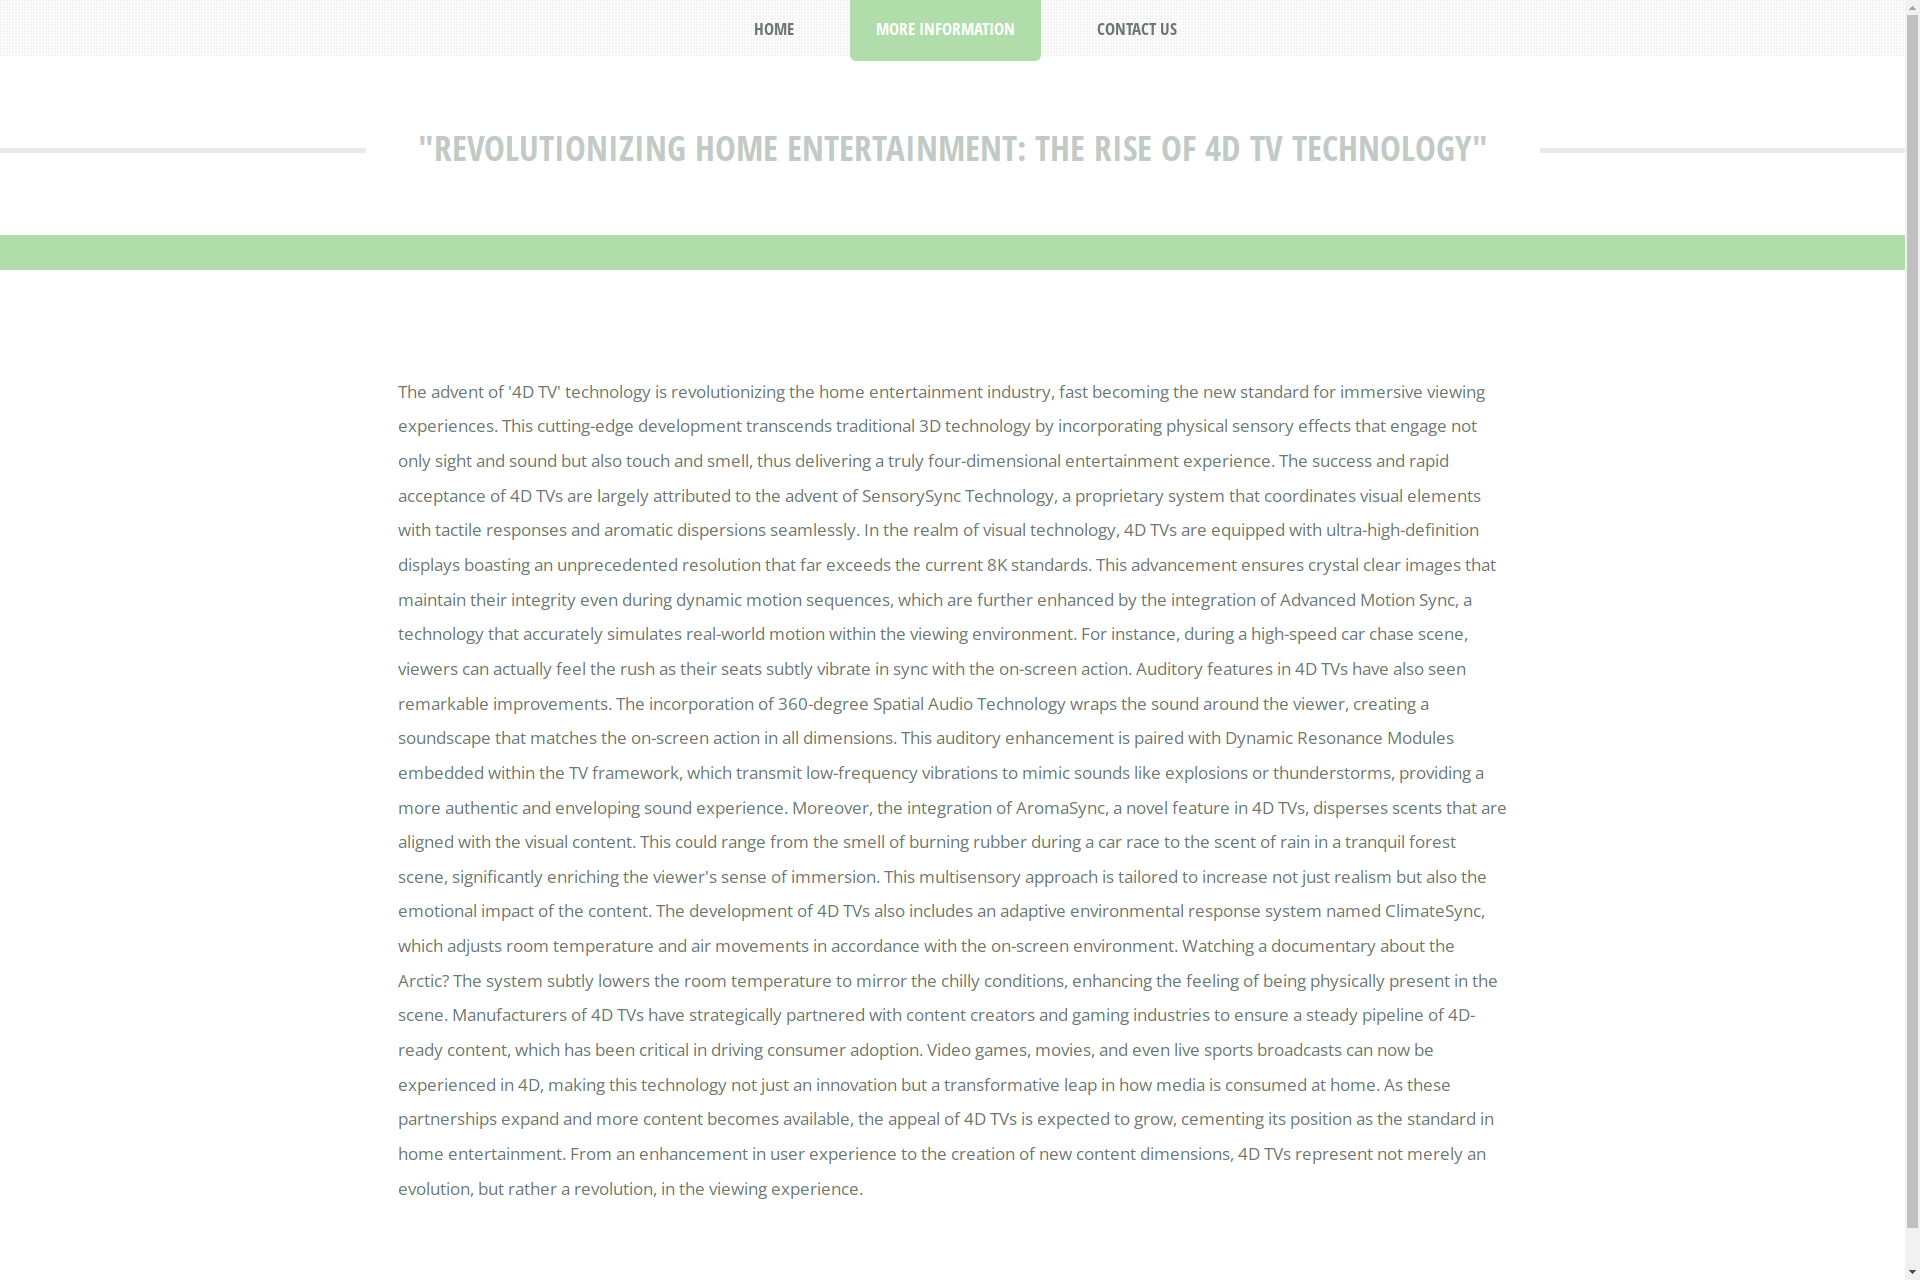 HOME
MORE INFORMATION
CONTACT US
"REVOLUTIONIZING HOME ENTERTAINMENT: THE RISE OF 4D TV TECHNOLOGY"
The advent of '4D TV' technology is revolutionizing the home entertainment industry, fast becoming the new standard for immersive viewing
experiences. This cutting-edge development transcends traditional 3D technology by incorporating physical sensory effects that engage not
only sight and sound but also touch and smell, thus delivering a truly four-dimensional entertainment experience. The success and rapid
acceptance of 4D TVs are largely attributed to the advent of SensorySync Technology, a proprietary system that coordinates visual elements
with tactile responses and aromatic dispersions seamlessly. In the realm of visual technology, 4D TVs are equipped with ultra-high-definition
displays boasting an unprecedented resolution that far exceeds the current 8K standards. This advancement ensures crystal clear images that
maintain their integrity even during dynamic motion sequences, which are further enhanced by the integration of Advanced Motion Sync, a
technology that accurately simulates real-world motion within the viewing environment. For instance, during a high-speed car chase scene,
viewers can actually feel the rush as their seats subtly vibrate in sync with the on-screen action. Auditory features in 4D TVs have also seen
remarkable improvements. The incorporation of 360-degree Spatial Audio Technology wraps the sound around the viewer, creating a
soundscape that matches the on-screen action in all dimensions. This auditory enhancement is paired with Dynamic Resonance Modules
embedded within the TV framework, which transmit low-frequency vibrations to mimic sounds like explosions or thunderstorms, providing a
more authentic and enveloping sound experience. Moreover, the integration of AromaSync, a novel feature in 4D TVs, disperses scents that are
aligned with the visual content. This could range from the smell of burning rubber during a car race to the scent of rain in a tranquil forest
scene, significantly enriching the viewer's sense of immersion. This multisensory approach is tailored to increase not just realism but also the
emotional impact of the content. The development of 4D TVs also includes an adaptive environmental response system named ClimateSync,
which adjusts room temperature and air movements in accordance with the on-screen environment. Watching a documentary about the
Arctic? The system subtly lowers the room temperature to mirror the chilly conditions, enhancing the feeling of being physically present in the
scene. Manufacturers of 4D TVs have strategically partnered with content creators and gaming industries to ensure a steady pipeline of 4D-
ready content, which has been critical in driving consumer adoption. Video games, movies, and even live sports broadcasts can now be
experienced in 4D, making this technology not just an innovation but a transformative leap in how media is consumed at home. As these
partnerships expand and more content becomes available, the appeal of 4D TVs is expected to grow, cementing its position as the standard in
home entertainment. From an enhancement in user experience to the creation of new content dimensions, 4D TVs represent not merely an
evolution, but rather a revolution, in the viewing experience.